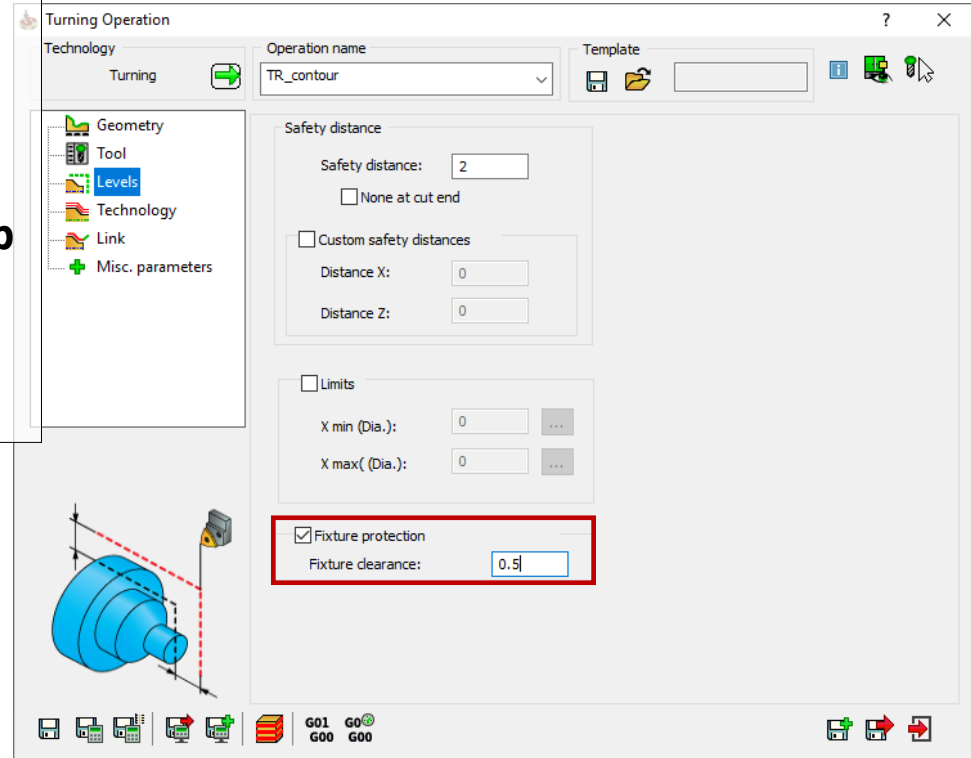 Turning Operation
?
Technology
Turning
Operation name
TR_contour
Template
Geometry
Tool
Levels
Technology
Link
Misc. parameters
Safety distance
Safety distance: 2
None at cut end
Custom safety distances
Distance X: 0
Distance Z: 0
Limits
X min (Dia.): 0 ...
X max( (Dia.): 0 ...
Fixture protection
Fixture clearance: 0.5
G01 G0
G00 G00